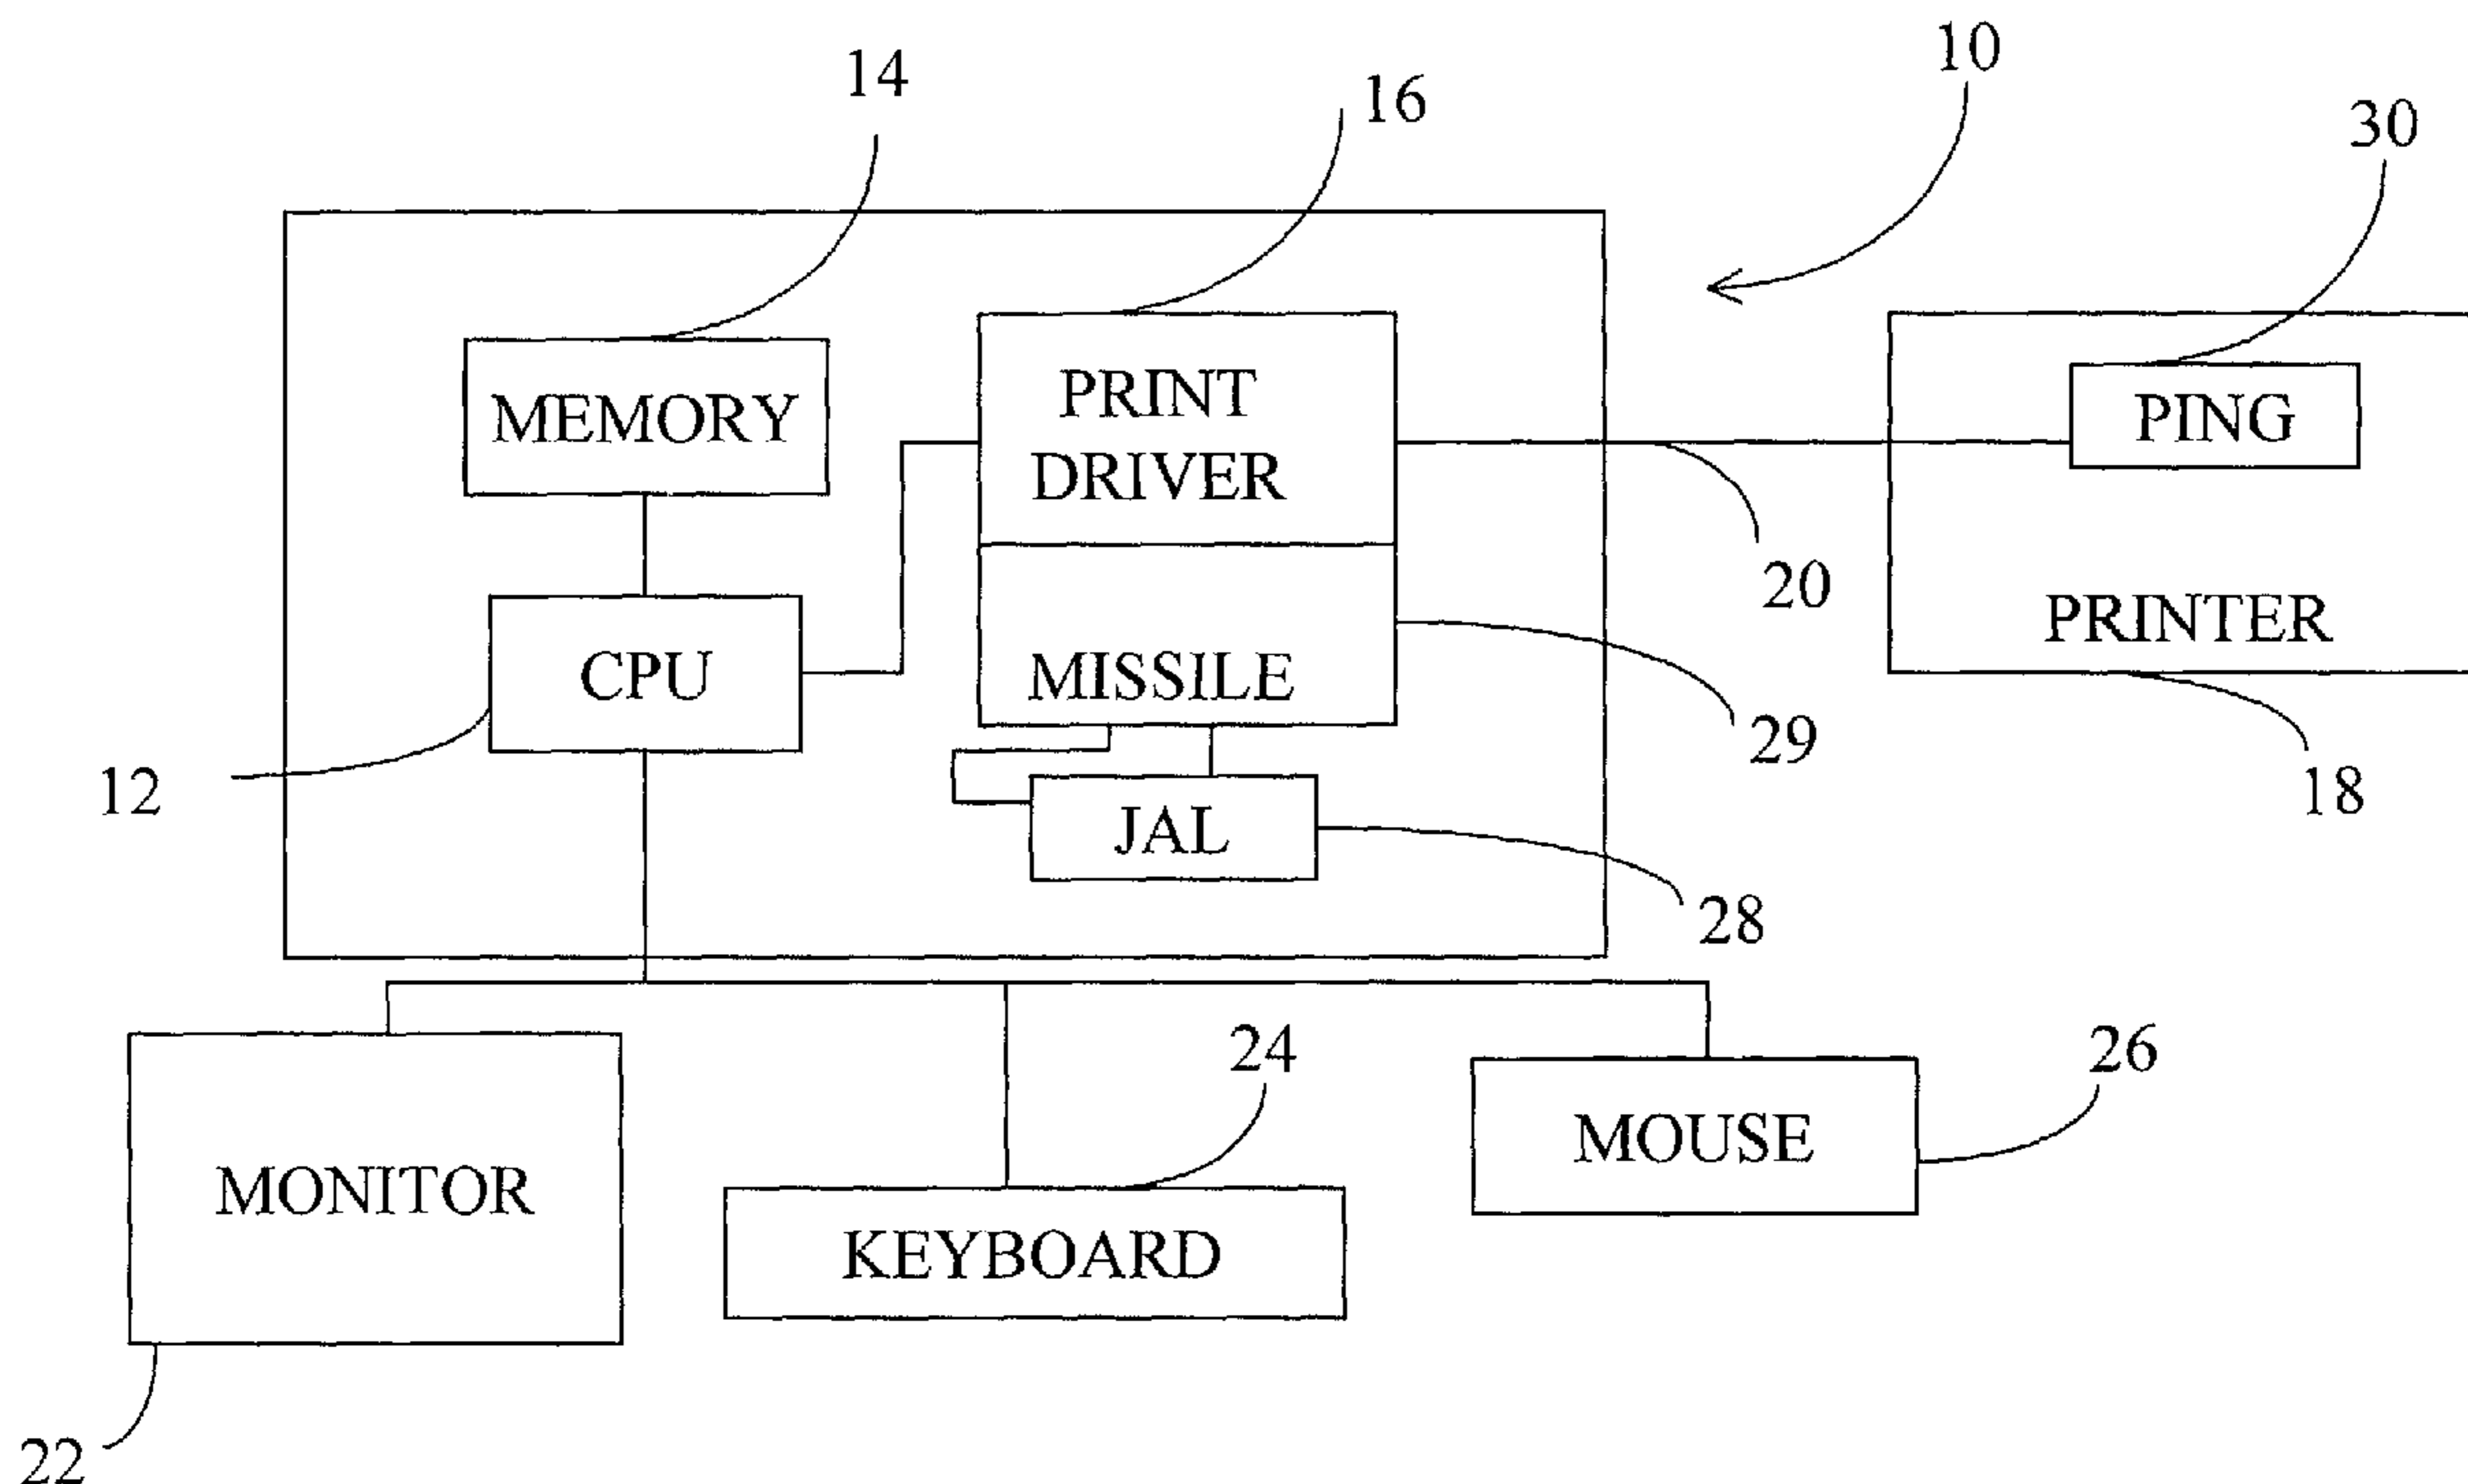 10
14
16
30
MEMORY
PRINT
DRIVER
PING
20
PRINTER
CPU
MISSILE
29
12
18
JAL
28
24
26
MOUSE
MONITOR
KEYBOARD
22